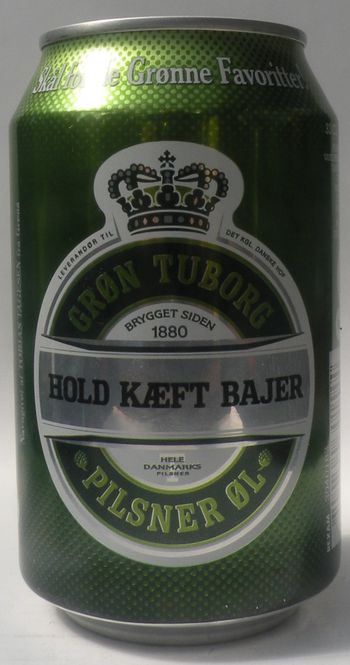 Skål for de Grønne Favoritter
LEVERANDØR TIL
DET KGL. DANSKE HOF
GRØN TUBORG
BRYGGET SIDEN
1880
HOLD KÆFT BAJER
HELE
DANMARKS
PILSNER
PILSNER ØL